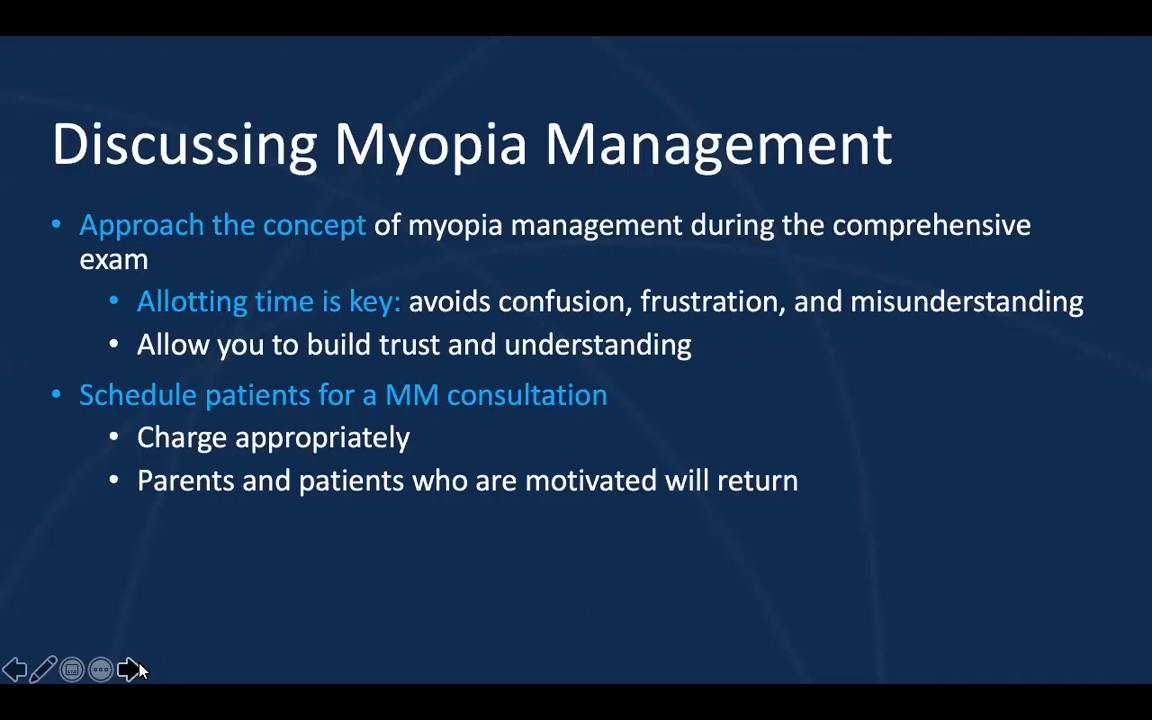 Discussing Myopia Management
• Approach the concept of myopia management during the comprehensive
exam
• Allotting time is key: avoids confusion, frustration, and misunderstanding
• Allow you to build trust and understanding
• Schedule patients for a MM consultation
• Charge appropriately
• Parents and patients who are motivated will return